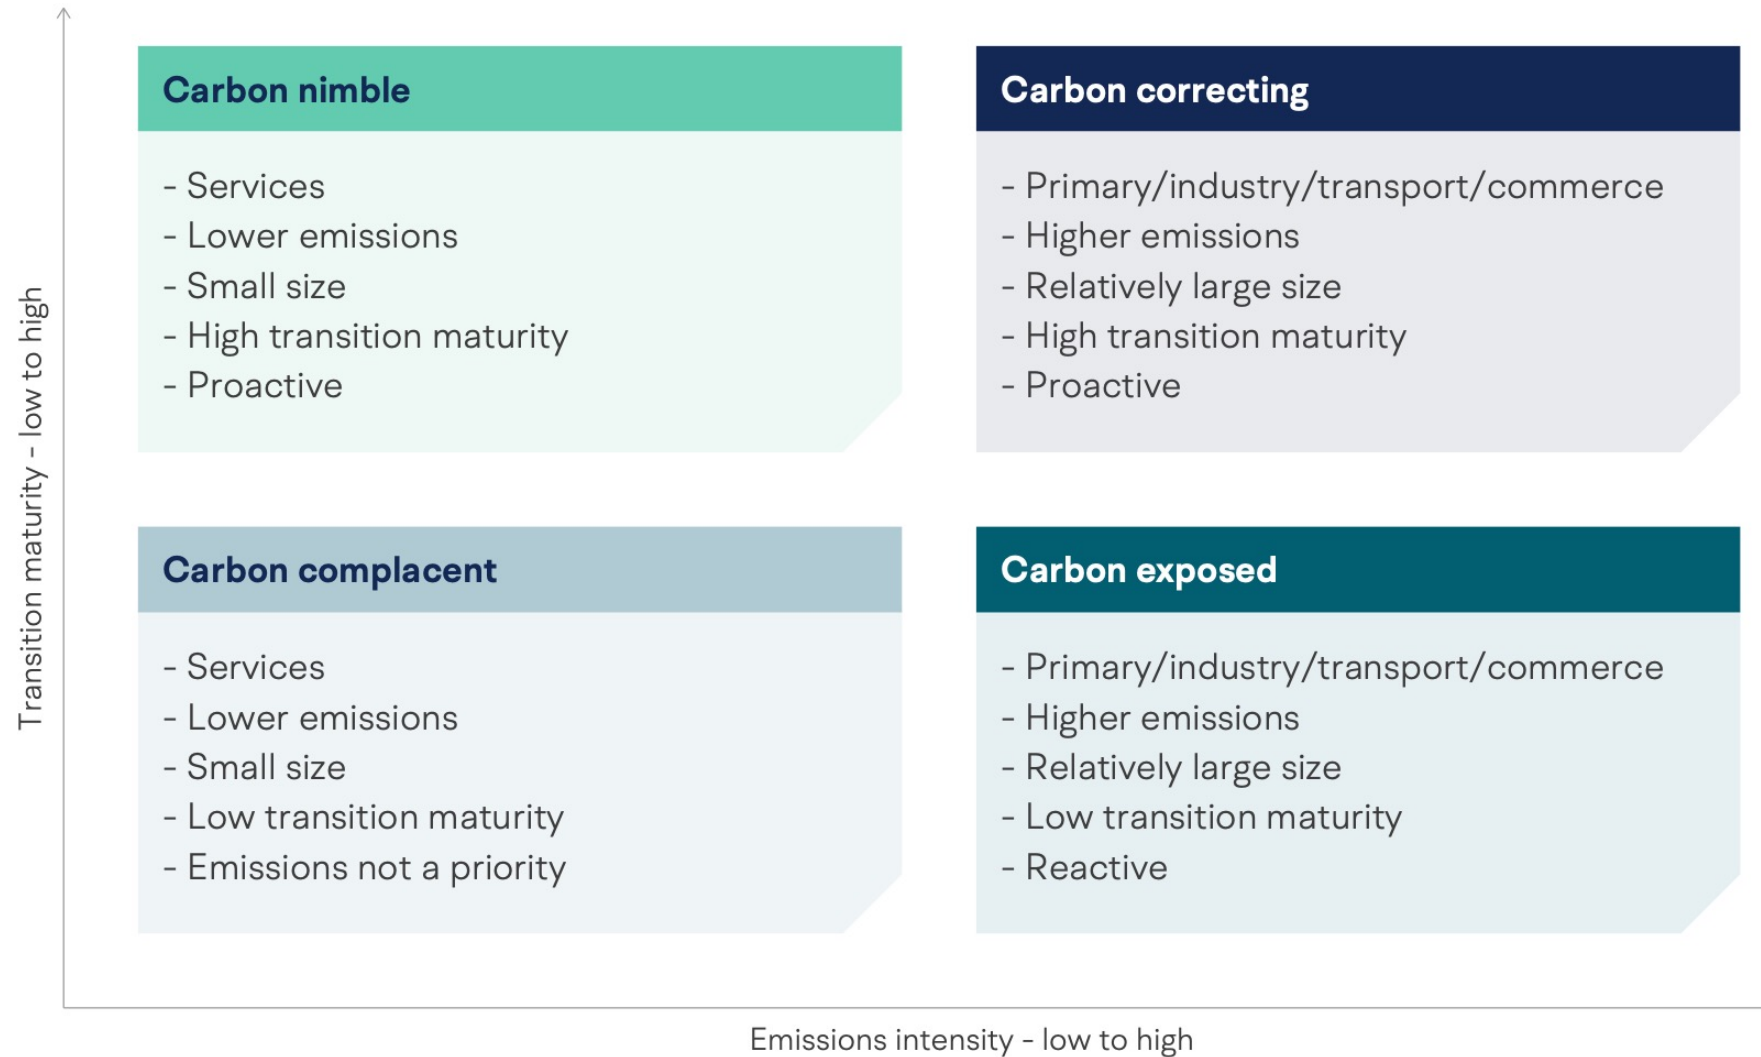 Transition maturity - low to high
Carbon nimble
- Services
- Lower emissions
- Small size
- High transition maturity
- Proactive
Carbon correcting
- Primary/industry/transport/commerce
- Higher emissions
- Relatively large size
- High transition maturity
- Proactive
Carbon complacent
- Services
- Lower emissions
- Small size
- Low transition maturity
- Emissions not a priority
Carbon exposed
- Primary/industry/transport/commerce
- Higher emissions
- Relatively large size
- Low transition maturity
- Reactive
Emissions intensity - low to high